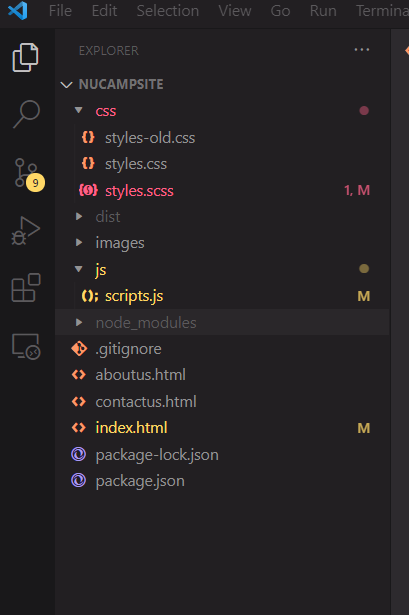 File Edit Selection View Go Run Termina
EXPLORER ...
NUCAMPSITE
css
styles-old.css
styles.css
styles.scss 1, M
9
dist
images
js
scripts.js M
node_modules
.gitignore
aboutus.html
contactus.html
index.html M
package-lock.json
package.json